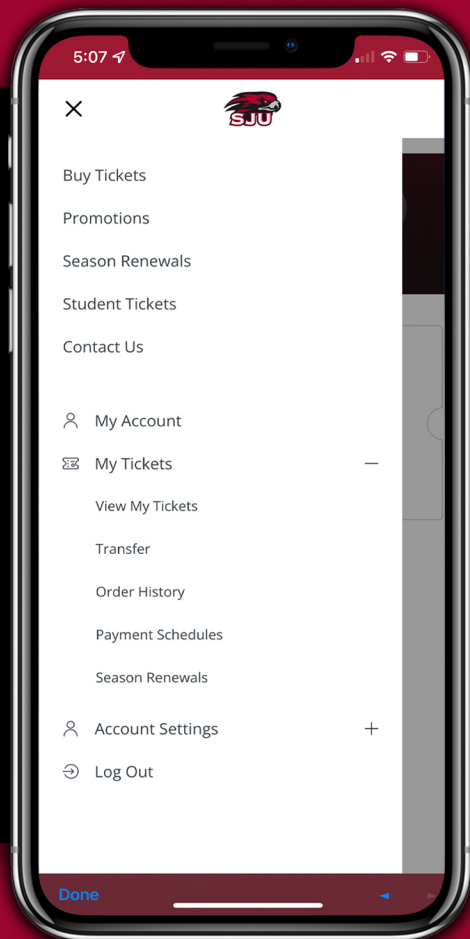 5:07
SJU
Buy Tickets
Promotions
Season Renewals
Student Tickets
Contact Us
My Account
My Tickets
View My Tickets
Transfer
Order History
Payment Schedules
Season Renewals
Account Settings
Log Out
Done